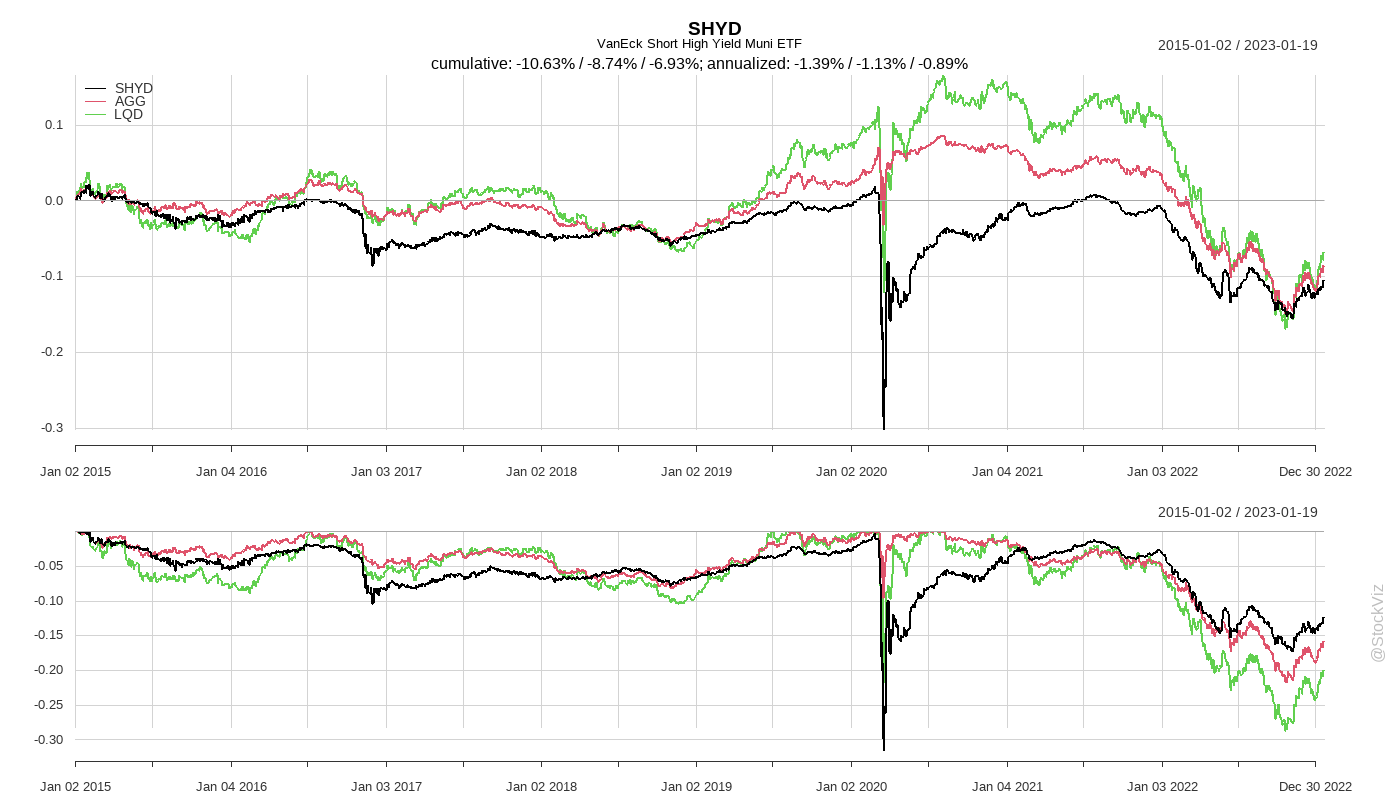 SHYD
VanEck Short High Yield Muni ETF
2015-01-02 / 2023-01-19
cumulative: -10.63% / -8.74% / -6.93%; annualized: -1.39% / -1.13% / -0.89%
SHYD
AGG
LQD
0.1
0.0
-0.1
-0.2
-0.3
Jan 02 2015 Jan 04 2016 Jan 03 2017 Jan 02 2018 Jan 02 2019 Jan 02 2020 Jan 04 2021 Jan 03 2022 Dec 30 2022
2015-01-02 / 2023-01-19
-0.05
-0.10
-0.15
-0.20
-0.25
-0.30
Jan 02 2015 Jan 04 2016 Jan 03 2017 Jan 02 2018 Jan 02 2019 Jan 02 2020 Jan 04 2021 Jan 03 2022 Dec 30 2022
@StockViz